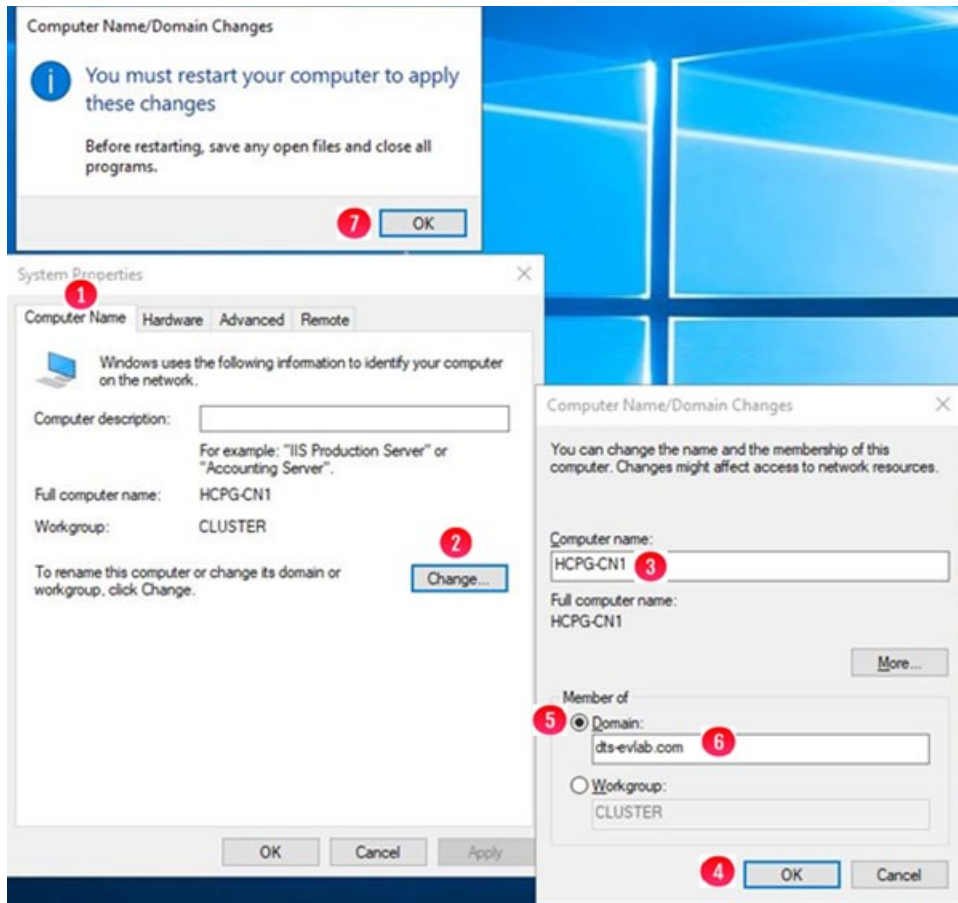 Computer Name/Domain Changes
You must restart your computer to apply
these changes
Before restarting, save any open files and close all
programs.
7
OK
System Properties
1
Computer Name Hardware Advanced Remote
Windows uses the following information to identify your computer
on the network.
Computer description:
For example: "IIS Production Server" or
"Accounting Server".
Full computer name: HCPG-CN1
Workgroup: CLUSTER
2
To rename this computer or change its domain or
workgroup, click Change.
Change...
OK Cancel Apply
Computer Name/Domain Changes
You can change the name and the membership of this
computer. Changes might affect access to network resources.
Computer name:
HCPG-CN1 3
Full computer name:
HCPG-CN1
More...
Member of
5 Domain:
dts-evlab.com 6
Workgroup:
CLUSTER
4 OK Cancel